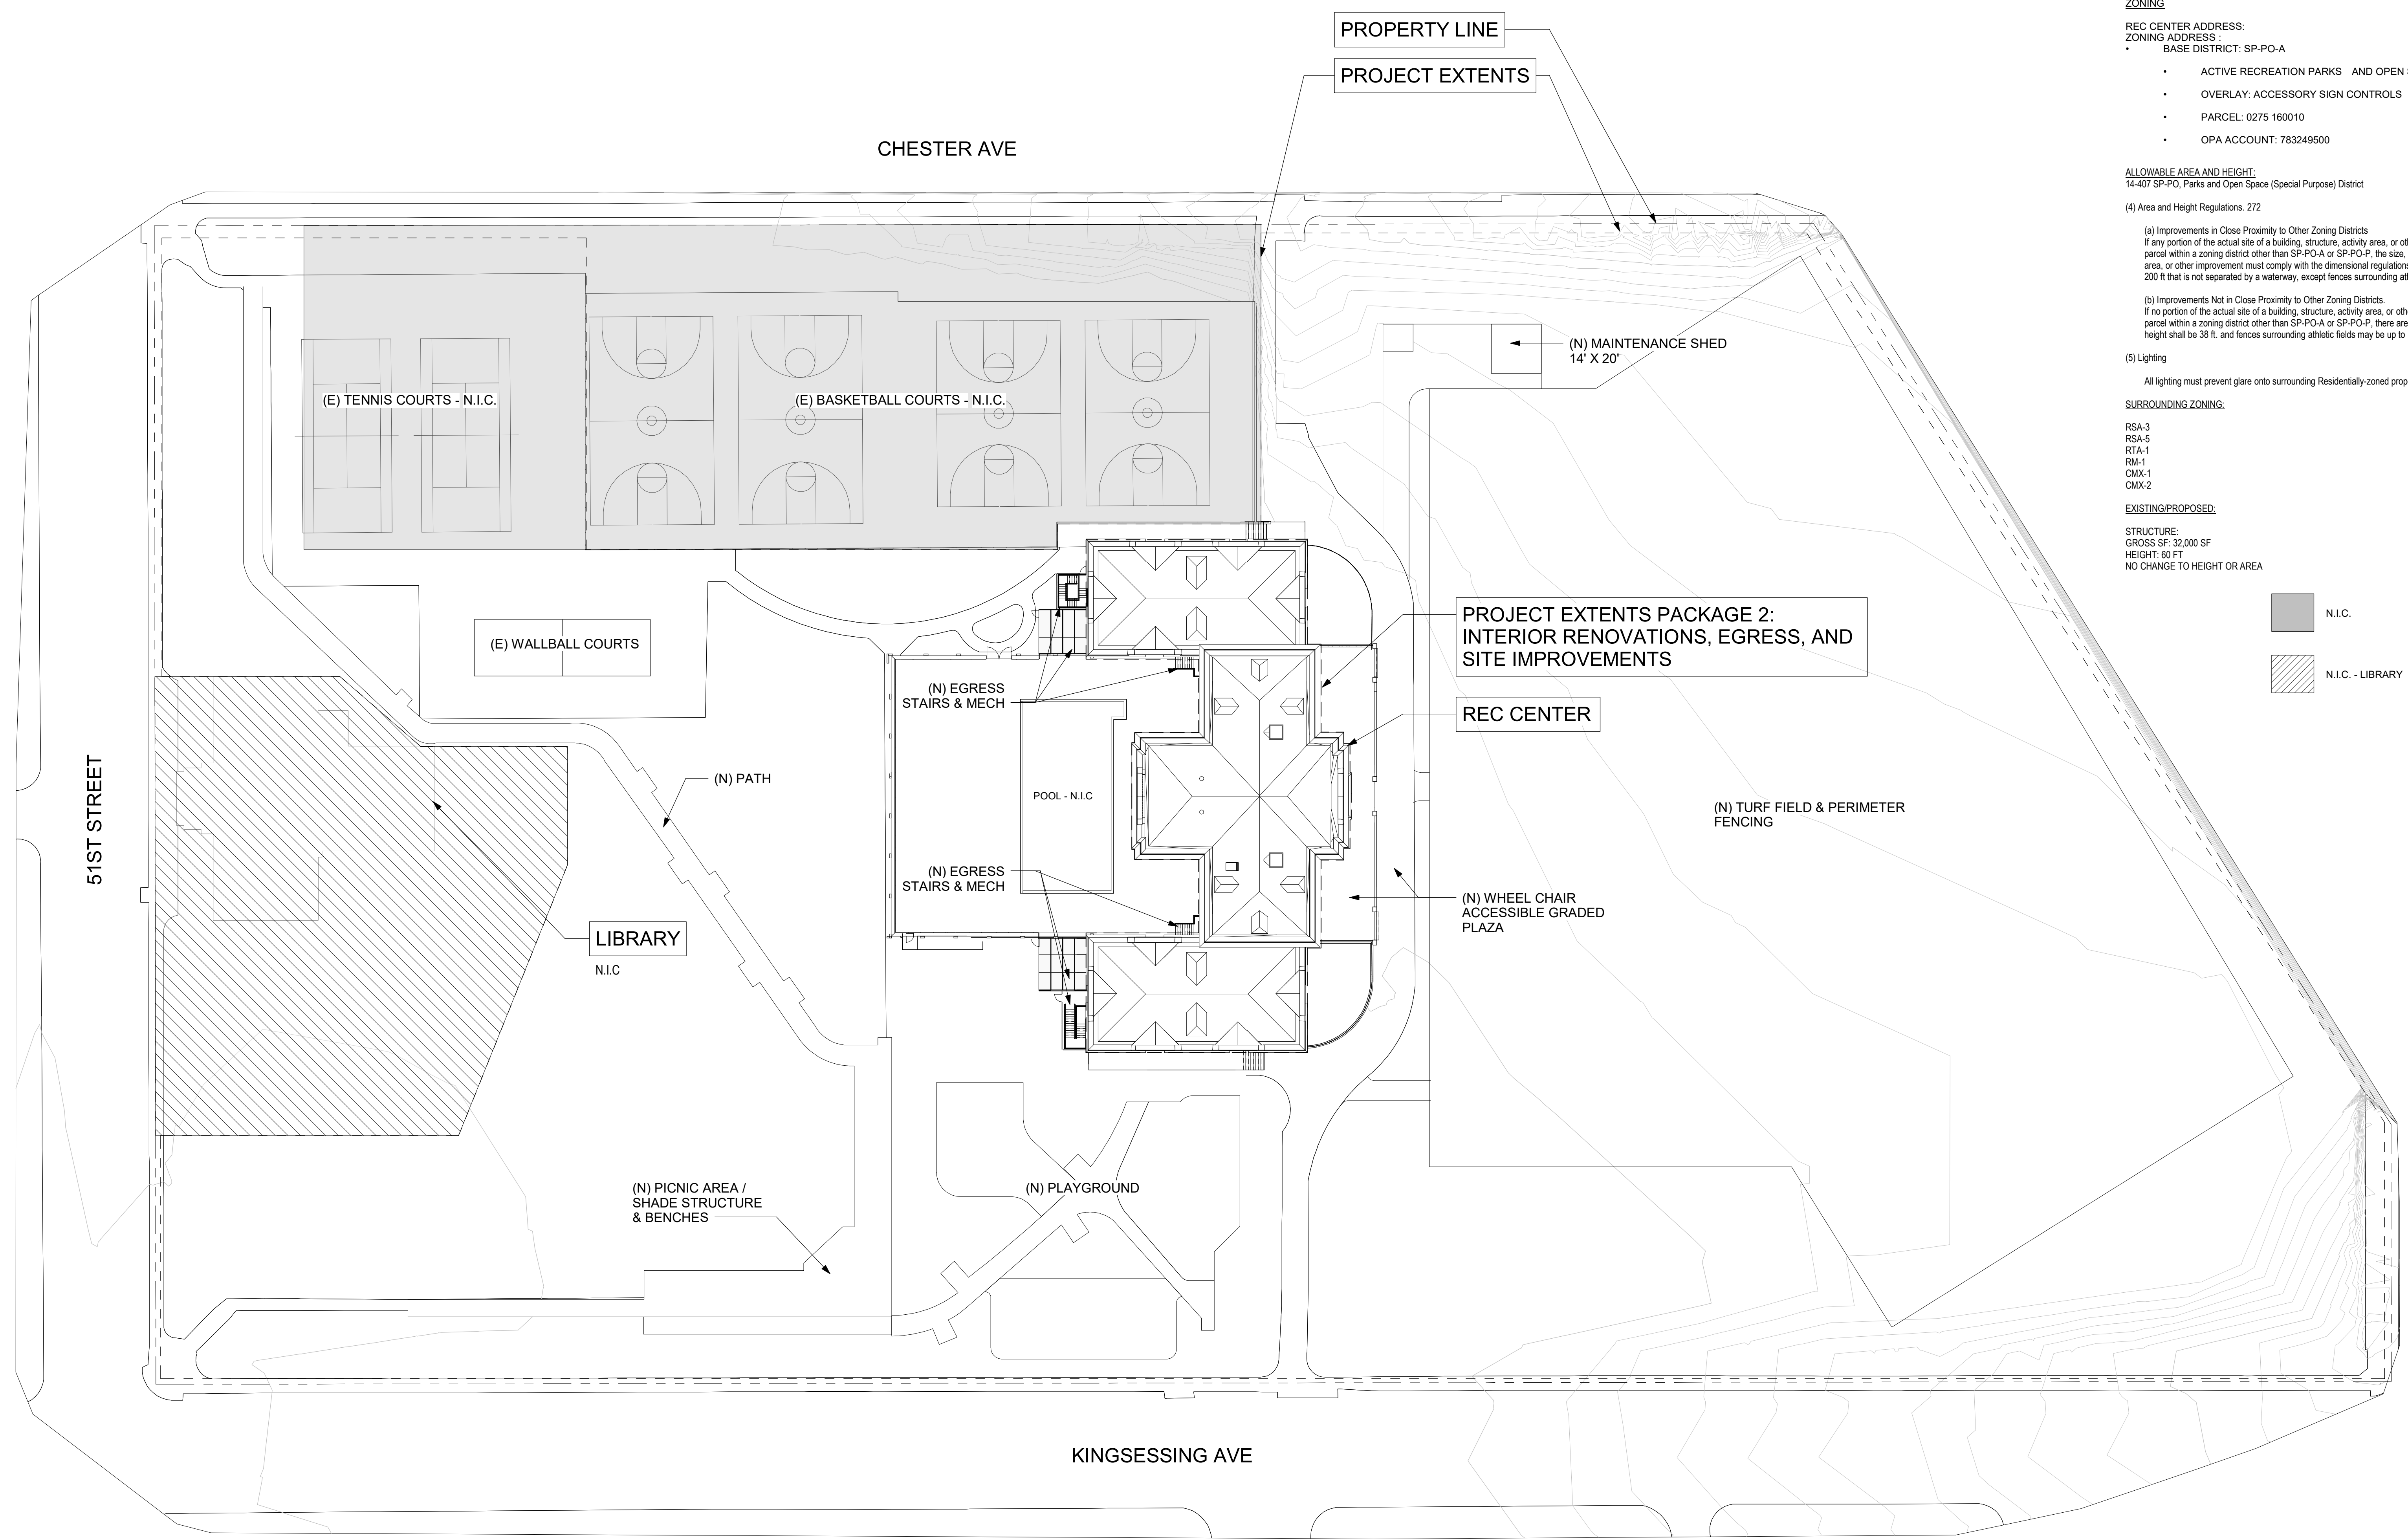 PROPERTY LINE
PROJECT EXTENTS
CHESTER AVE
(N) MAINTENANCE SHED
14' X 20'
(E) TENNIS COURTS - N.I.C.
(E) BASKETBALL COURTS - N.I.C.
(E) WALLBALL COURTS
PROJECT EXTENTS PACKAGE 2:
INTERIOR RENOVATIONS, EGRESS, AND
SITE IMPROVEMENTS
(N) EGRESS
STAIRS & MECH
REC CENTER
51ST STREET
(N) PATH
POOL - N.I.C
(N) TURF FIELD & PERIMETER
FENCING
(N) EGRESS
STAIRS & MECH
(N) WHEEL CHAIR
ACCESSIBLE GRADED
PLAZA
LIBRARY
N.I.C
(N) PICNIC AREA /
SHADE STRUCTURE
& BENCHES
(N) PLAYGROUND
KINGSESSING AVE
ZONING
REC CENTER ADDRESS:
ZONING ADDRESS :
• BASE DISTRICT: SP-PO-A
• ACTIVE RECREATION PARKS AND OPEN
• OVERLAY: ACCESSORY SIGN CONTROLS
• PARCEL: 0275 160010
• OPA ACCOUNT: 783249500
ALLOWABLE AREA AND HEIGHT:
14-407 SP-PO, Parks and Open Space (Special Purpose) District
(4) Area and Height Regulations. 272
(a) Improvements in Close Proximity to Other Zoning Districts
If any portion of the actual site of a building, structure, activity area, or
parcel within a zoning district other than SP-PO-A or SP-PO-P, the size,
area, or other improvement must comply with the dimensional regulations
200 ft that is not separated by a waterway, except fences surrounding
(b) Improvements Not in Close Proximity to Other Zoning Districts.
If no portion of the actual site of a building, structure, activity area, or
parcel within a zoning district other than SP-PO-A or SP-PO-P, there are
height shall be 38 ft. and fences surrounding athletic fields may be up to
(5) Lighting
All lighting must prevent glare onto surrounding Residentially-zoned
SURROUNDING ZONING:
RSA-3
RSA-5
RTA-1
RM-1
CMX-1
CMX-2
EXISTING/PROPOSED:
STRUCTURE:
GROSS SF: 32,000 SF
HEIGHT: 60 FT
NO CHANGE TO HEIGHT OR AREA
N.I.C.
N.I.C. - LIBRARY